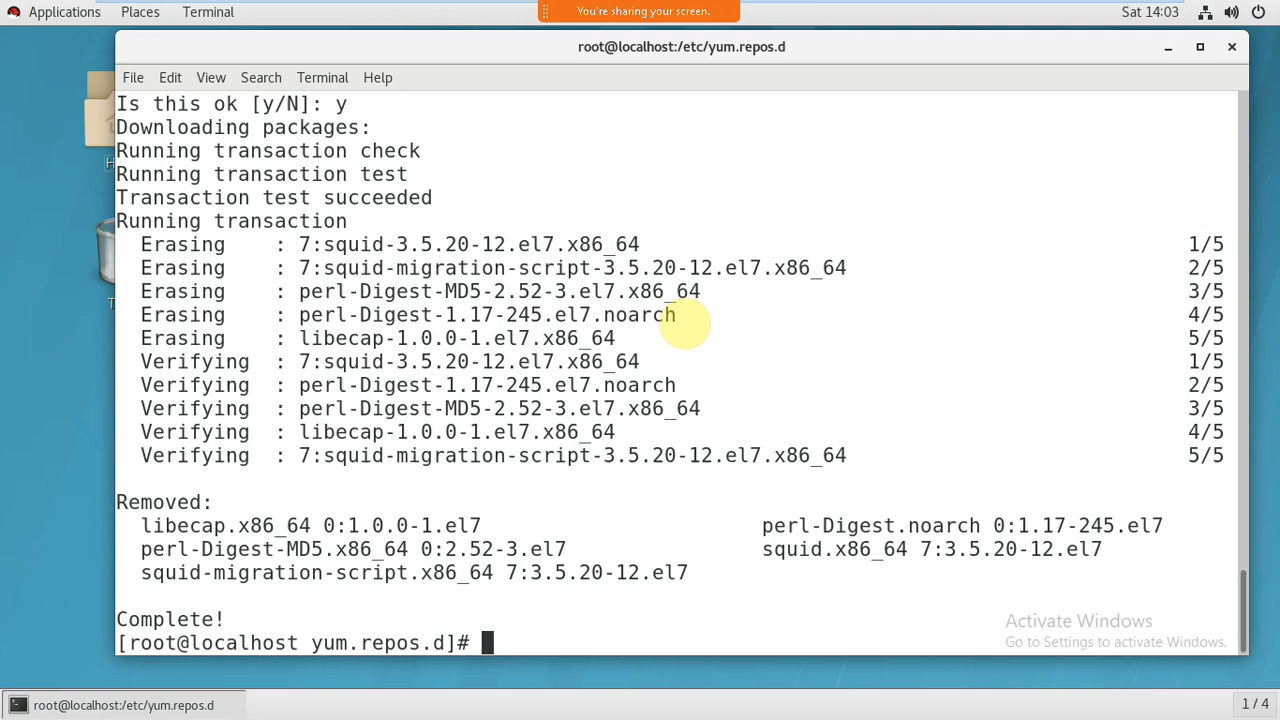 Applications Places Terminal You're sharing your screen. Sat 14:03
root@localhost:/etc/yum.repos.d
File Edit View Search Terminal Help
Is this ok [y/N]: y
Downloading packages:
Running transaction check
Running transaction test
Transaction test succeeded
Running transaction
Erasing : 7:squid-3.5.20-12.el7.x86_64 1/5
Erasing : 7:squid-migration-script-3.5.20-12.el7.x86_64 2/5
Erasing : perl-Digest-MD5-2.52-3.el7.x86_64 3/5
Erasing : perl-Digest-1.17-245.el7.noarch 4/5
Erasing : libecap-1.0.0-1.el7.x86_64 5/5
Verifying : 7:squid-3.5.20-12.el7.x86_64 1/5
Verifying : perl-Digest-1.17-245.el7.noarch 2/5
Verifying : perl-Digest-MD5-2.52-3.el7.x86_64 3/5
Verifying : libecap-1.0.0-1.el7.x86_64 4/5
Verifying : 7:squid-migration-script-3.5.20-12.el7.x86_64 5/5
Removed:
libecap.x86_64 0:1.0.0-1.el7 perl-Digest.noarch 0:1.17-245.el7
perl-Digest-MD5.x86_64 0:2.52-3.el7 squid.x86_64 7:3.5.20-12.el7
squid-migration-script.x86_64 7:3.5.20-12.el7
Complete!
[root@localhost yum.repos.d]#
Activate Windows
Go to Settings to activate Windows.
root@localhost:/etc/yum.repos.d 1 / 4